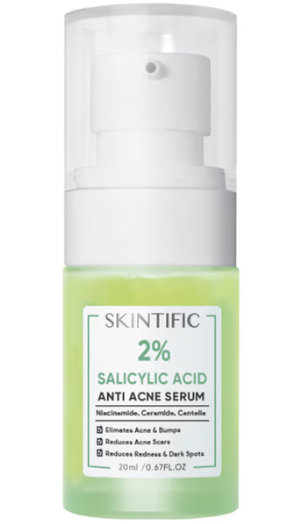 SKINTIFIC
2%
SALICYLIC ACID
ANTI ACNE SERUM
Niacinamide, Ceramide, Centella
Elimates Acne & Bumps
Reduces Acne Scars
Reduces Redness & Dark Spots
20ml /0.67FL.OZ